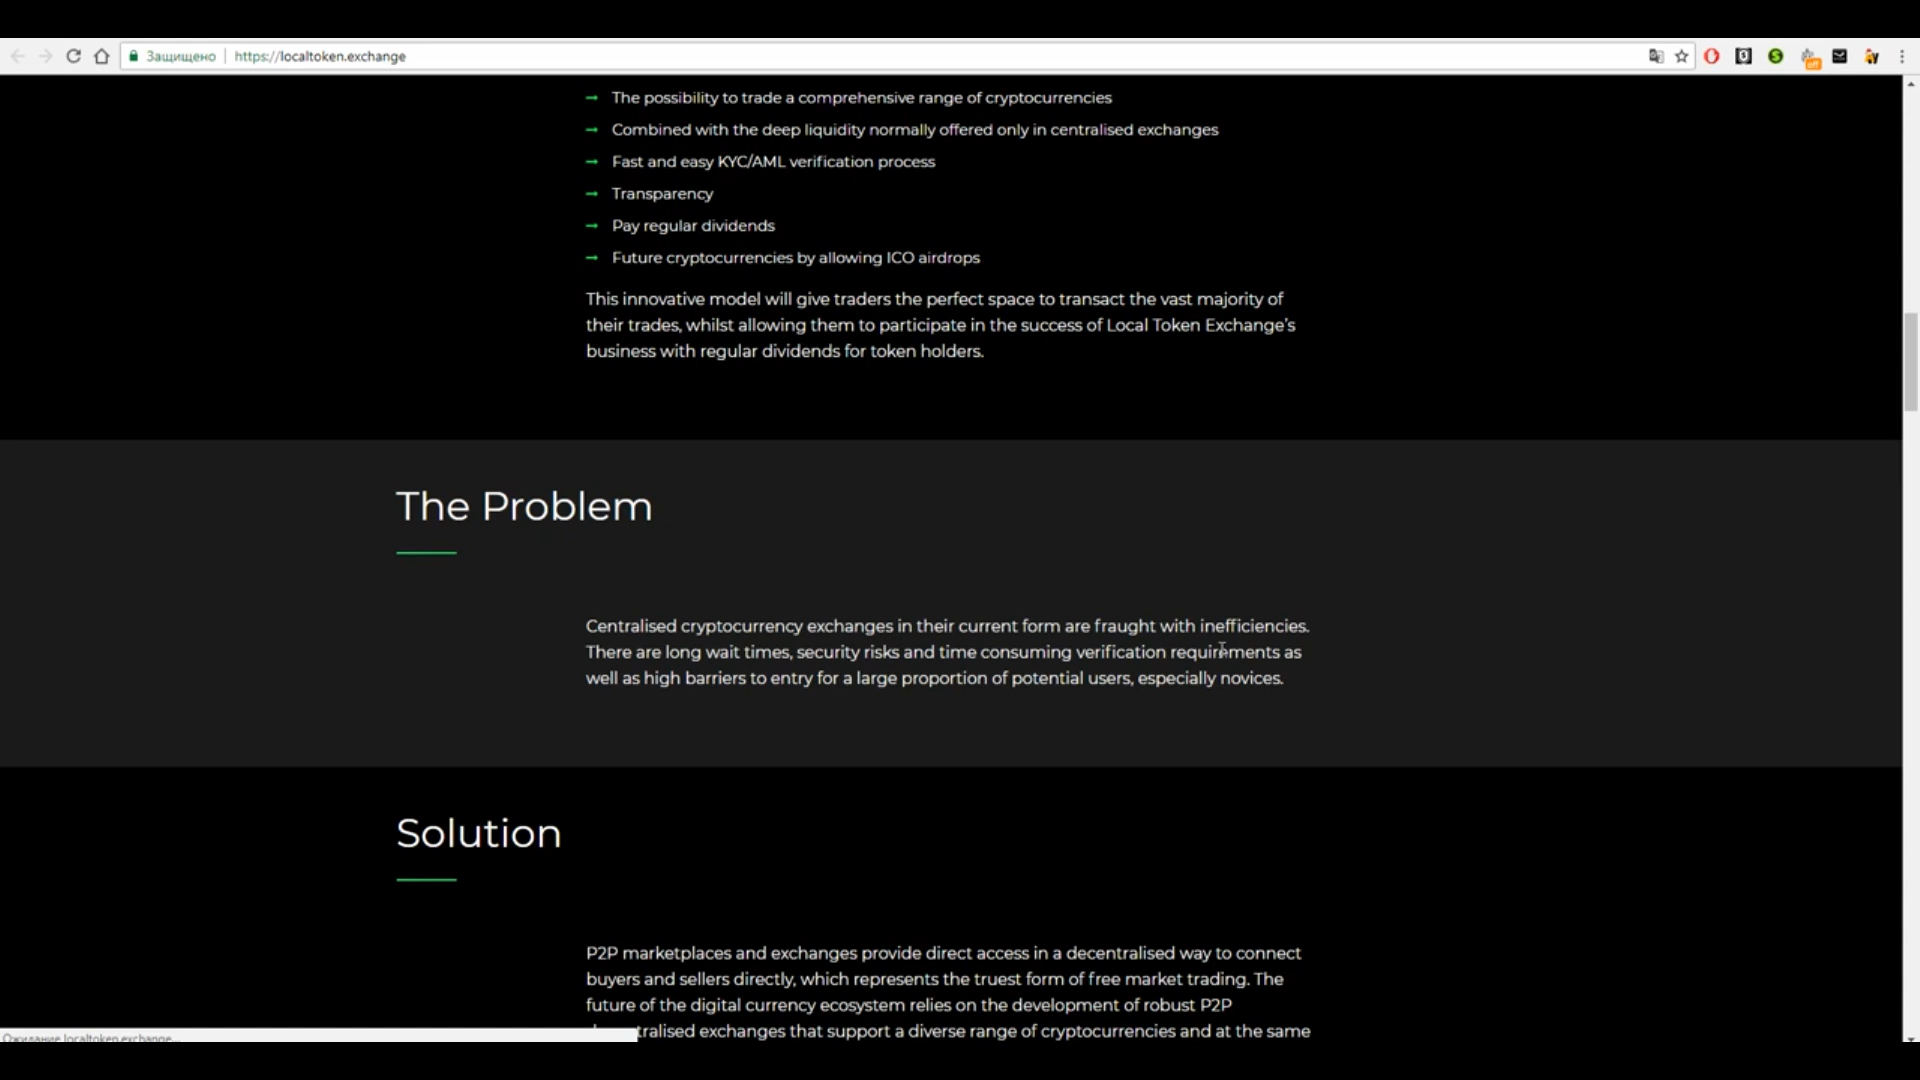 Защищено https://localtoken.exchange
off
The possibility to trade a comprehensive range of cryptocurrencies
Combined with the deep liquidity normally offered only in centralised exchanges
Fast and easy KYC/AML verification process
Transparency
Pay regular dividends
Future cryptocurrencies by allowing ICO airdrops
This innovative model will give traders the perfect space to transact the vast majority of
their trades, whilst allowing them to participate in the success of Local Token Exchange's
business with regular dividends for token holders.
The Problem
Centralised cryptocurrency exchanges in their current form are fraught with inefficiencies.
There are long wait times, security risks and time consuming verification requirements as
well as high barriers to entry for a large proportion of potential users, especially novices.
Solution
P2P marketplaces and exchanges provide direct access in a decentralised way to connect
buyers and sellers directly, which represents the truest form of free market trading. The
future of the digital currency ecosystem relies on the development of robust P2P
tralised exchanges that support a diverse range of cryptocurrencies and at the same
Ожидание localtoken.exchange...